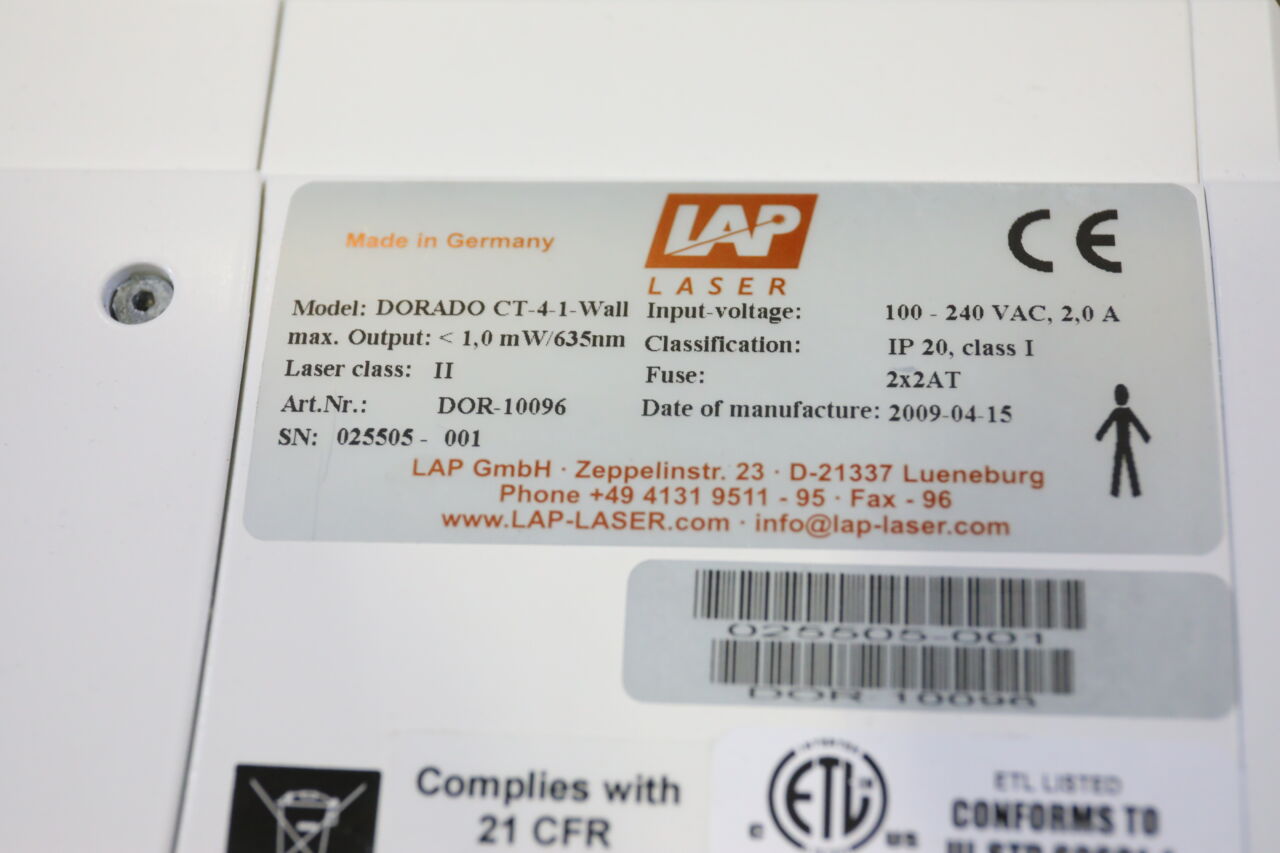 Made in Germany
LAP
LASER
CE
Model: DORADO CT-4-1-Wall
max. Output: < 1,0 mW/635nm
Laser class: II
Art.Nr.: DOR-10096
SN: 025505 - 001
Input-voltage: 100 - 240 VAC, 2,0 A
Classification: IP 20, class I
Fuse: 2x2AT
Date of manufacture: 2009-04-15
LAP GmbH · Zeppelinstr. 23 · D-21337 Lueneburg
Phone +49 4131 9511 - 95 · Fax - 96
www.LAP-LASER.com · info@lap-laser.com
025505-001
DOR-10096
Complies with
21 CFR
INTERTEK
ETL
C US
ETL LISTED
CONFORMS TO